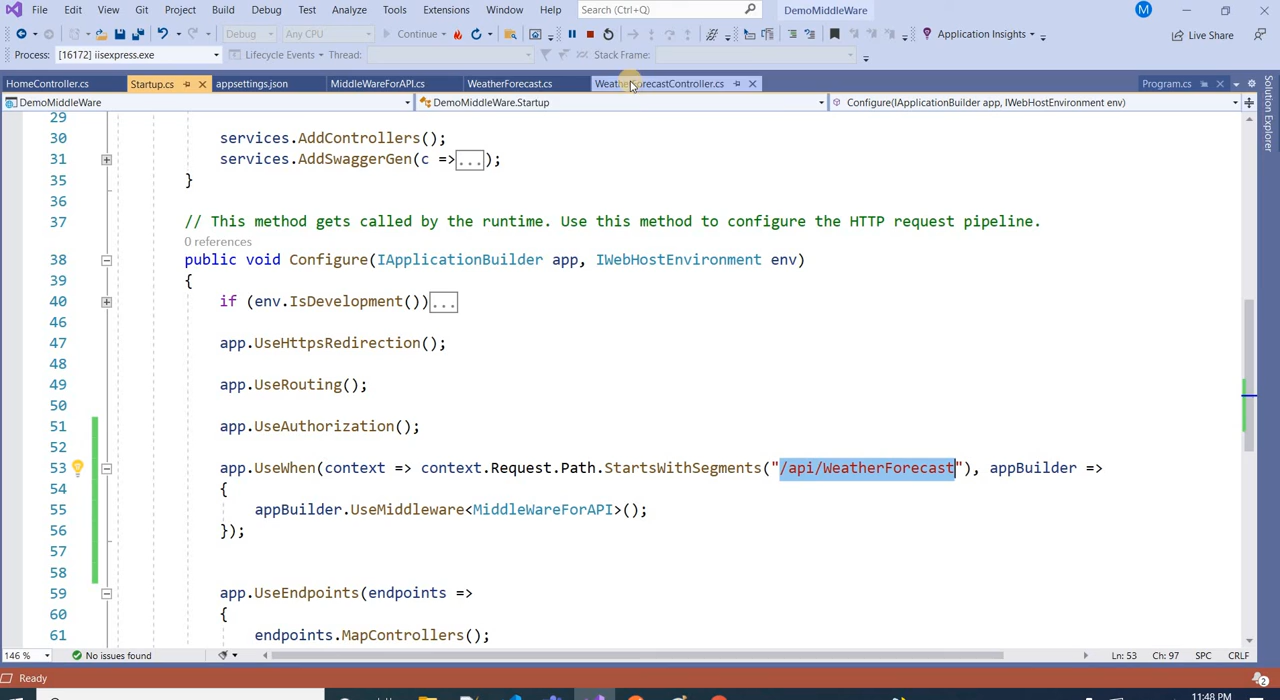 File Edit View Git Project Build Debug Test Analyze Tools Extensions Window Help Search (Ctrl+Q) DemoMiddleWare M
Debug Any CPU Continue Application Insights Live Share
Process: [16172] iisexpress.exe Lifecycle Events Thread: Stack Frame:
HomeController.cs Startup.cs appsettings.json MiddleWareForAPI.cs WeatherForecast.cs WeatherForecastController.cs Program.cs
DemoMiddleWare DemoMiddleWare.Startup Configure(IApplicationBuilder app, IWebHostEnvironment env)
Solution Explorer
29
30 services.AddControllers();
31 services.AddSwaggerGen(c =>...);
35 }
36
37 // This method gets called by the runtime. Use this method to configure the HTTP request pipeline.
0 references
38 public void Configure(IApplicationBuilder app, IWebHostEnvironment env)
39 {
40 if (env.IsDevelopment())...
46
47 app.UseHttpsRedirection();
48
49 app.UseRouting();
50
51 app.UseAuthorization();
52
53 app.UseWhen(context => context.Request.Path.StartsWithSegments("/api/WeatherForecast"), appBuilder =>
54 {
55 appBuilder.UseMiddleware<MiddleWareForAPI>();
56 });
57
58
59 app.UseEndpoints(endpoints =>
60 {
61 endpoints.MapControllers();
146 % No issues found Ln: 53 Ch: 97 SPC CRLF
Ready 2
11:48 PM